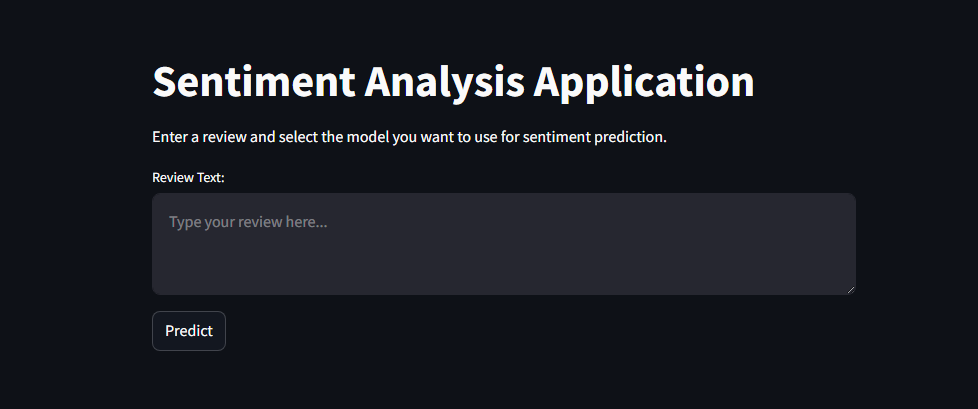 Sentiment Analysis Application
Enter a review and select the model you want to use for sentiment prediction.
Review Text:
Type your review here...
Predict